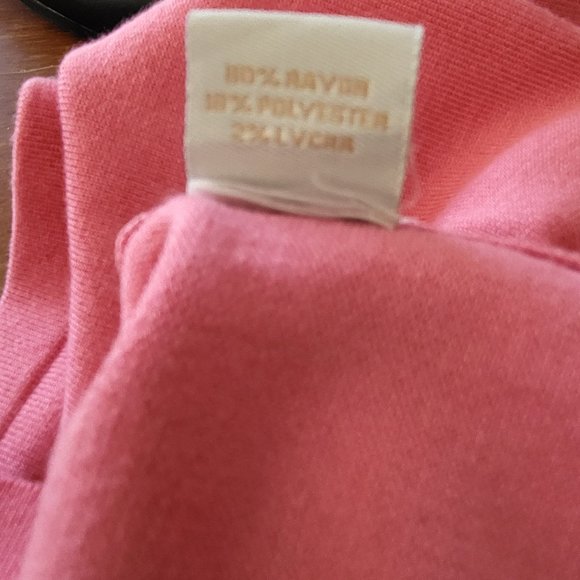 80% RAYON
18% POLYESTER
2% LYCRA